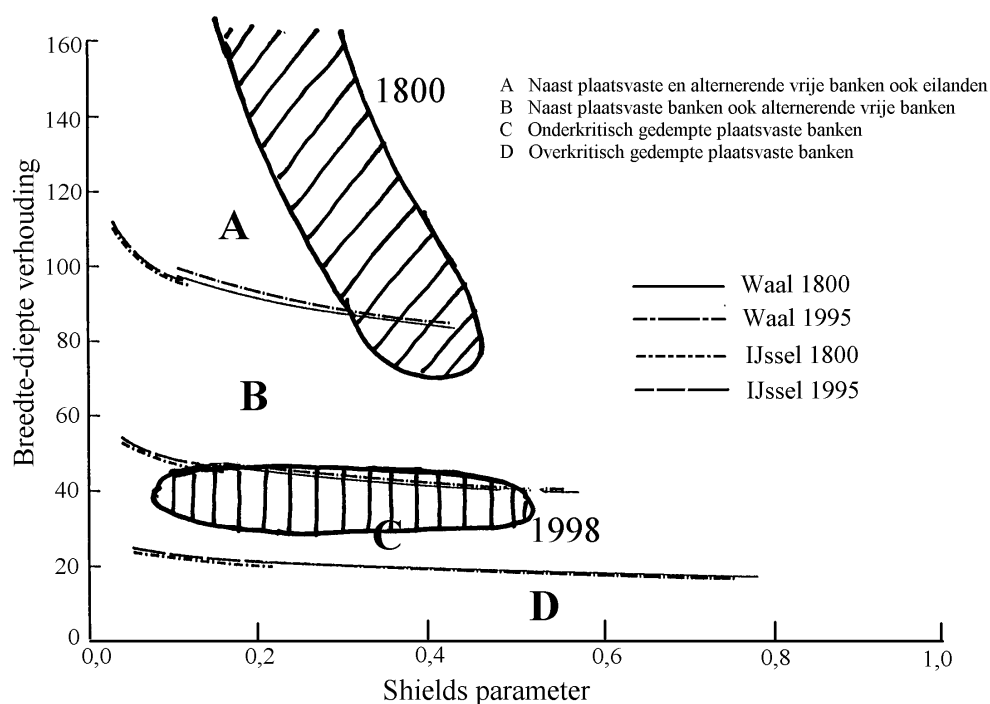 160
140
120
100
80
60
40
20
0
Breedte-diepte verhouding
1800
A Naast plaatsvaste en alternerende vrije banken ook eilanden
B Naast plaatsvaste banken ook alternerende vrije banken
C Onderkritisch gedempte plaatsvaste banken
D Overkritisch gedempte plaatsvaste banken
A
Waal 1800
Waal 1995
IJssel 1800
IJssel 1995
B
C
1998
D
0,0 0,2 0,4 0,6 0,8 1,0
Shields parameter